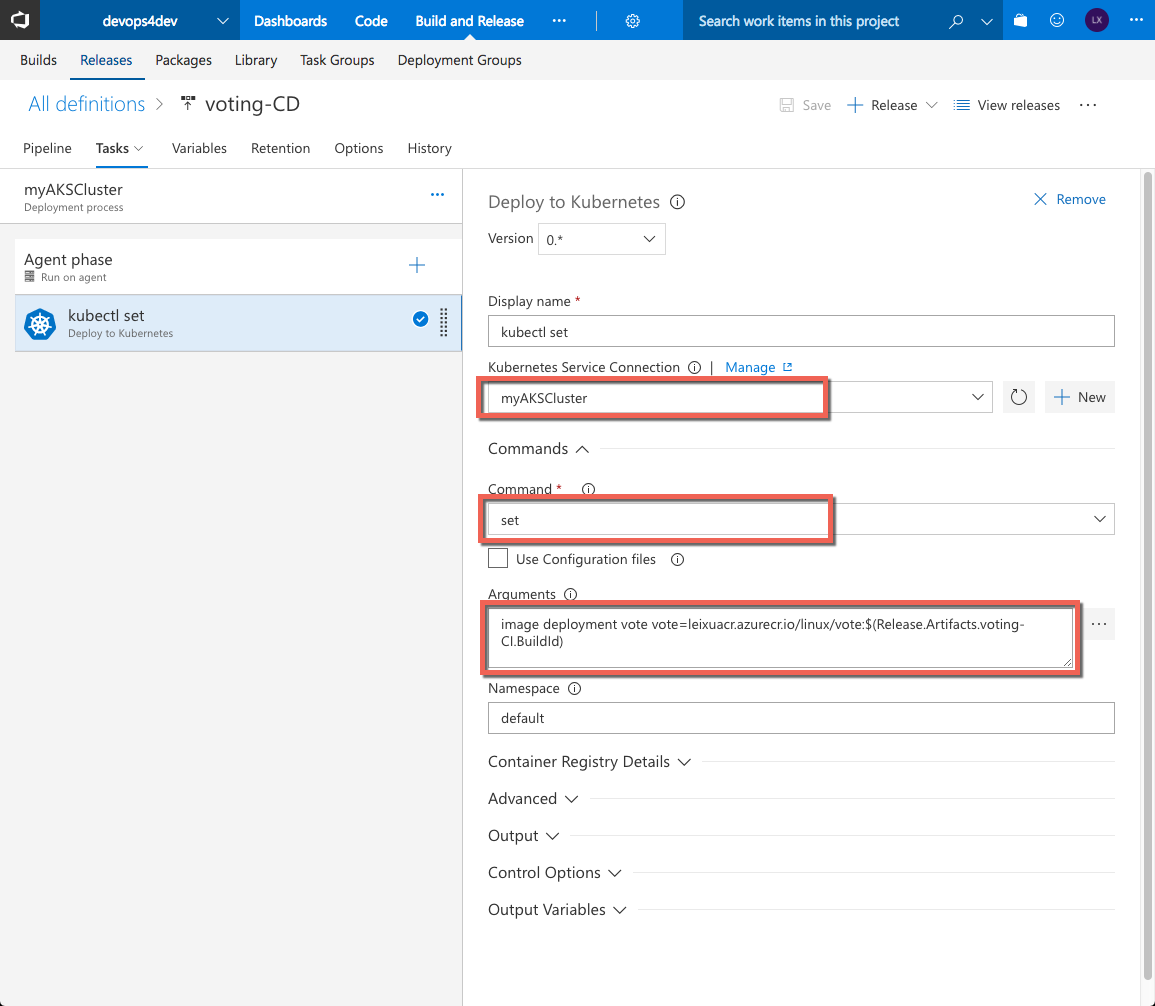 devops4dev Dashboards Code Build and Release ··· Search work items in this project LX ···
Builds Releases Packages Library Task Groups Deployment Groups
All definitions > voting-CD Save + Release View releases ···
Pipeline Tasks Variables Retention Options History
myAKSCluster ···
Deployment process
Agent phase
Run on agent
kubectl set
Deploy to Kubernetes
Deploy to Kubernetes Remove
Version 0.*
Display name *
kubectl set
Kubernetes Service Connection | Manage
myAKSCluster + New
Commands
Command *
set
Use Configuration files
Arguments
image deployment vote vote=leixuacr.azurecr.io/linux/vote:$(Release.Artifacts.voting-
CI.BuildId)
···
Namespace
default
Container Registry Details
Advanced
Output
Control Options
Output Variables